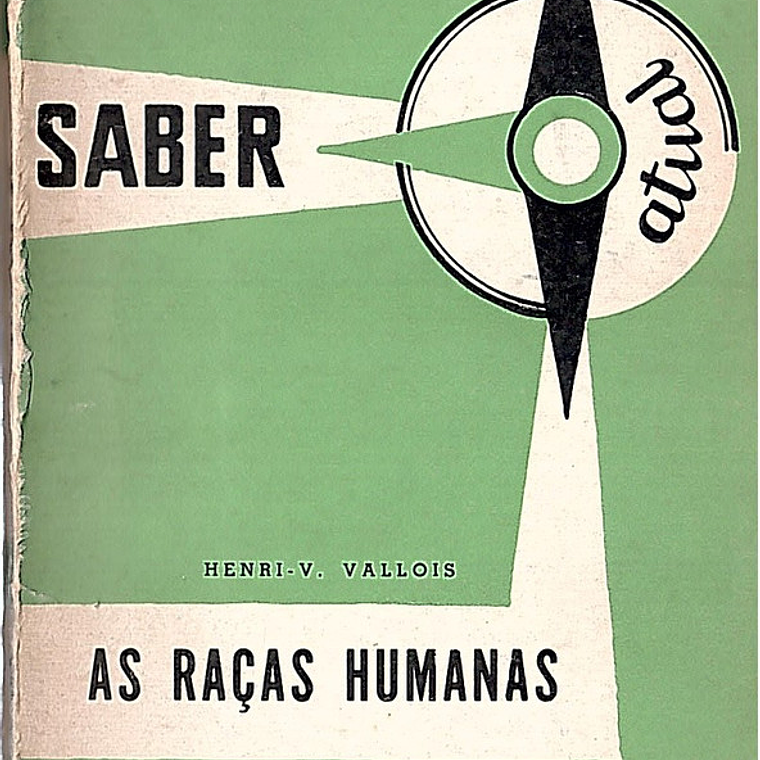 SABER
atual
HENRI-V. VALLOIS
AS RAÇAS HUMANAS